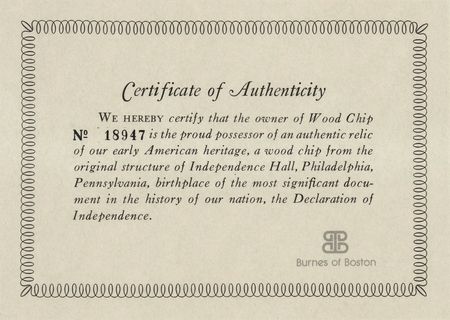 Certificate of Authenticity
WE HEREBY certify that the owner of Wood Chip
Nº 18947 is the proud possessor of an authentic relic
of our early American heritage, a wood chip from the
original structure of Independence Hall, Philadelphia,
Pennsylvania, birthplace of the most significant docu-
ment in the history of our nation, the Declaration of
Independence.
BB
Burnes of Boston